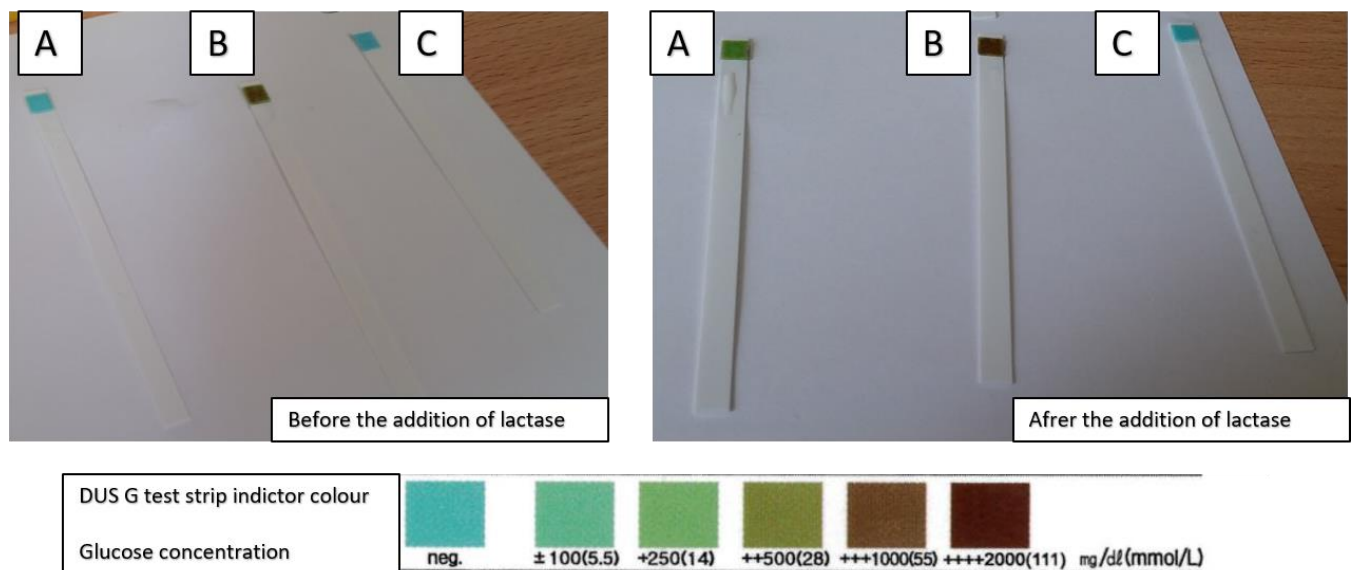 A B C
A B C
Before the addition of lactase
Afrer the addition of lactase
DUS G test strip indictor colour
Glucose concentration
neg. ±100(5.5) +250(14) ++500(28) +++1000(55) ++++2000(111) mg/dℓ(mmol/L)